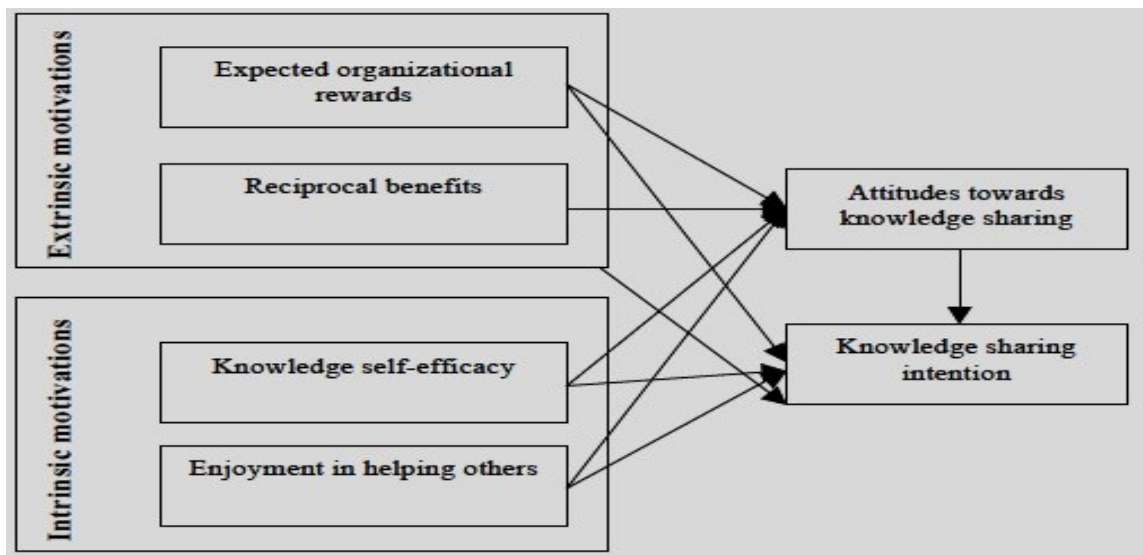 Extrinsic motivations
Expected organizational
rewards
Reciprocal benefits
Attitudes towards
knowledge sharing
Intrinsic motivations
Knowledge self-efficacy
Knowledge sharing
intention
Enjoyment in helping others